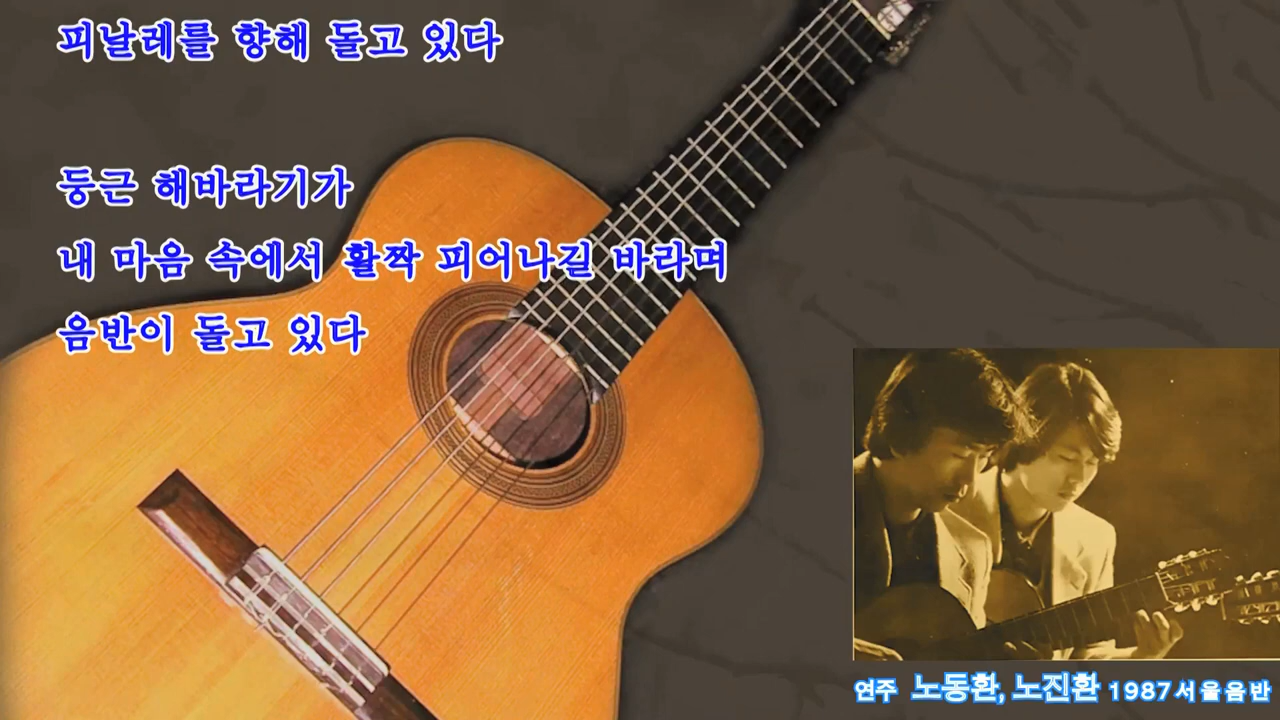 피날레를 향해 돌고 있다
둥근 해바라기가
내 마음 속에서 활짝 피어나길 바라며
음반이 돌고 있다
연주 노동환, 노진환 1987서울음반